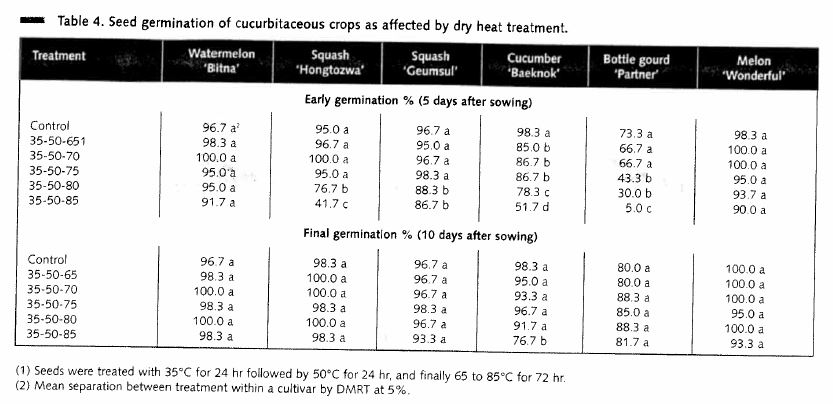 Table 4. Seed germination of cucurbitaceous crops as affected by dry heat treatment.
Treatment Watermelon 'Bitna' Squash 'Hongtozwa' Squash 'Geumsul' Cucumber 'Baeknok' Bottle gourd 'Partner' Melon 'Wonderful'
Early germination % (5 days after sowing)
Control 96.7 a² 95.0 a 96.7 a 98.3 a 73.3 a 98.3 a
35-50-651 98.3 a 96.7 a 95.0 a 85.0 b 66.7 a 100.0 a
35-50-70 100.0 a 100.0 a 96.7 a 86.7 b 66.7 a 100.0 a
35-50-75 95.0 a 95.0 a 98.3 a 86.7 b 43.3 b 95.0 a
35-50-80 95.0 a 76.7 b 88.3 b 78.3 c 30.0 b 93.7 a
35-50-85 91.7 a 41.7 c 86.7 b 51.7 d 5.0 c 90.0 a
Final germination % (10 days after sowing)
Control 96.7 a 98.3 a 96.7 a 98.3 a 80.0 a 100.0 a
35-50-65 98.3 a 100.0 a 96.7 a 95.0 a 80.0 a 100.0 a
35-50-70 100.0 a 100.0 a 96.7 a 93.3 a 88.3 a 100.0 a
35-50-75 98.3 a 98.3 a 98.3 a 96.7 a 85.0 a 95.0 a
35-50-80 100.0 a 100.0 a 96.7 a 91.7 a 88.3 a 100.0 a
35-50-85 98.3 a 98.3 a 93.3 a 76.7 b 81.7 a 93.3 a
(1) Seeds were treated with 35°C for 24 hr followed by 50°C for 24 hr, and finally 65 to 85°C for 72 hr.
(2) Mean separation between treatment within a cultivar by DMRT at 5%.